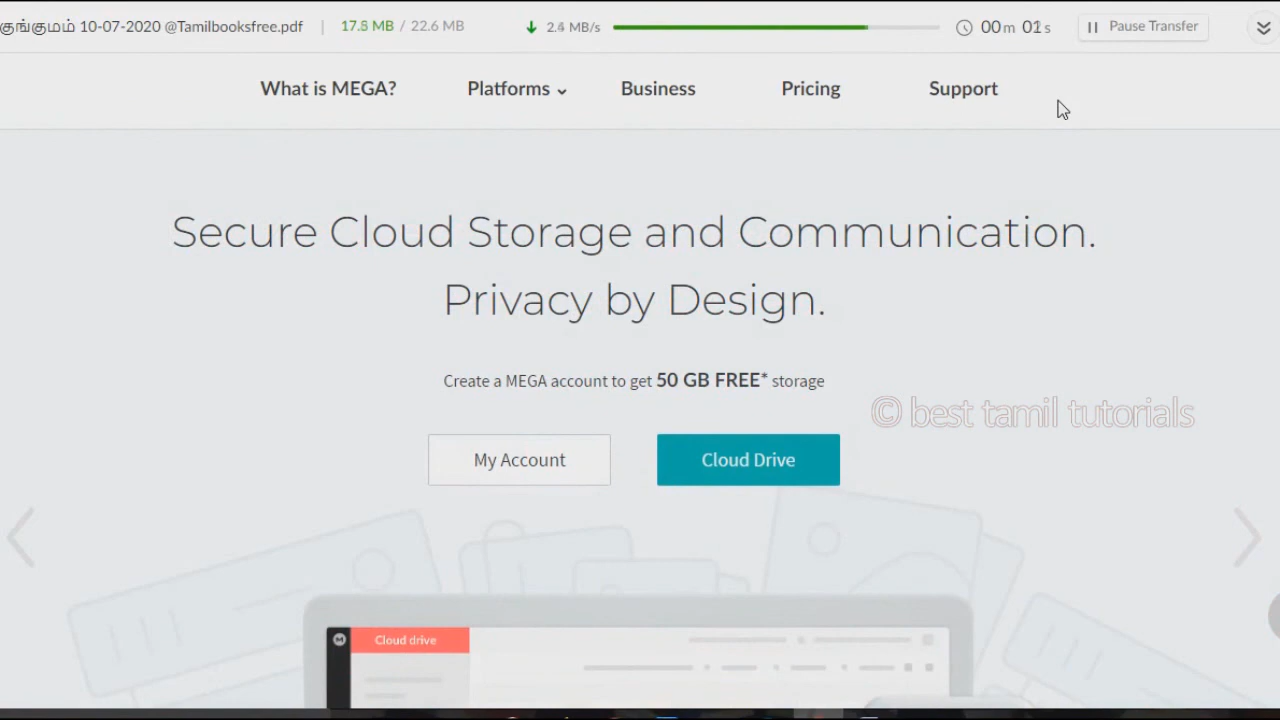 குங்குமம் 10-07-2020 @Tamilbooksfree.pdf | 17.8 MB / 22.6 MB 2.4 MB/s 00m 01s Pause Transfer
What is MEGA? Platforms Business Pricing Support
Secure Cloud Storage and Communication.
Privacy by Design.
Create a MEGA account to get 50 GB FREE* storage
© best tamil tutorials
My Account Cloud Drive
M Cloud drive